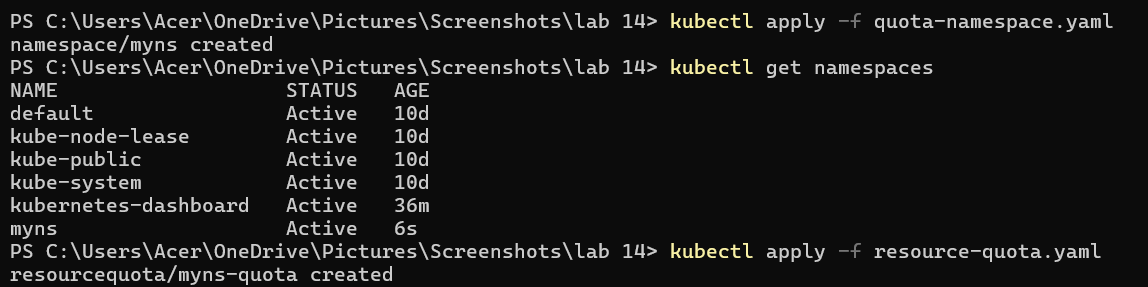 PS C:\Users\Acer\OneDrive\Pictures\Screenshots\lab 14> kubectl apply -f quota-namespace.yaml
namespace/myns created
PS C:\Users\Acer\OneDrive\Pictures\Screenshots\lab 14> kubectl get namespaces
NAME                   STATUS   AGE
default                Active   10d
kube-node-lease        Active   10d
kube-public            Active   10d
kube-system            Active   10d
kubernetes-dashboard   Active   36m
myns                   Active   6s
PS C:\Users\Acer\OneDrive\Pictures\Screenshots\lab 14> kubectl apply -f resource-quota.yaml
resourcequota/myns-quota created